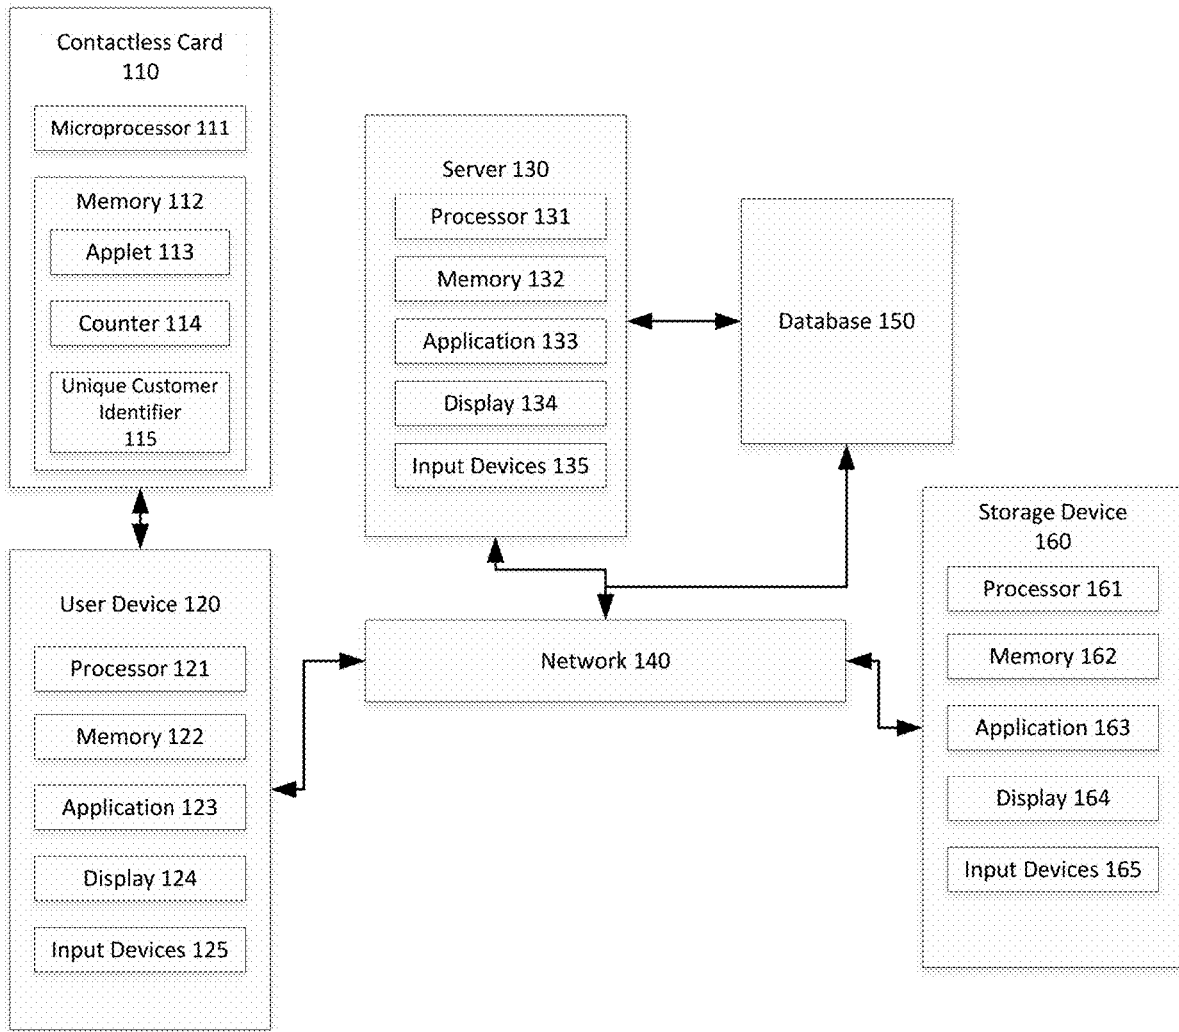 Contactless Card
110
Microprocessor 111
Memory 112
Applet 113
Counter 114
Unique Customer
Identifier
115
User Device 120
Processor 121
Memory 122
Application 123
Display 124
Input Devices 125
Server 130
Processor 131
Memory 132
Application 133
Display 134
Input Devices 135
Network 140
Database 150
Storage Device
160
Processor 161
Memory 162
Application 163
Display 164
Input Devices 165